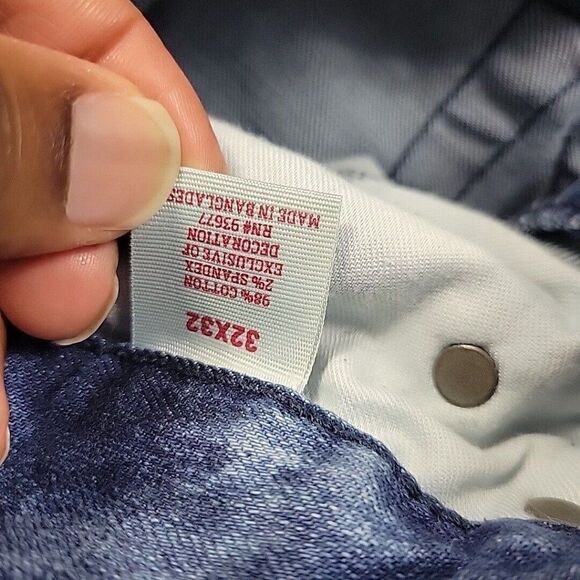 32X32
98% COTTON
2% SPANDEX
EXCLUSIVE OF
DECORATION
RN# 93677
MADE IN BANGLADES